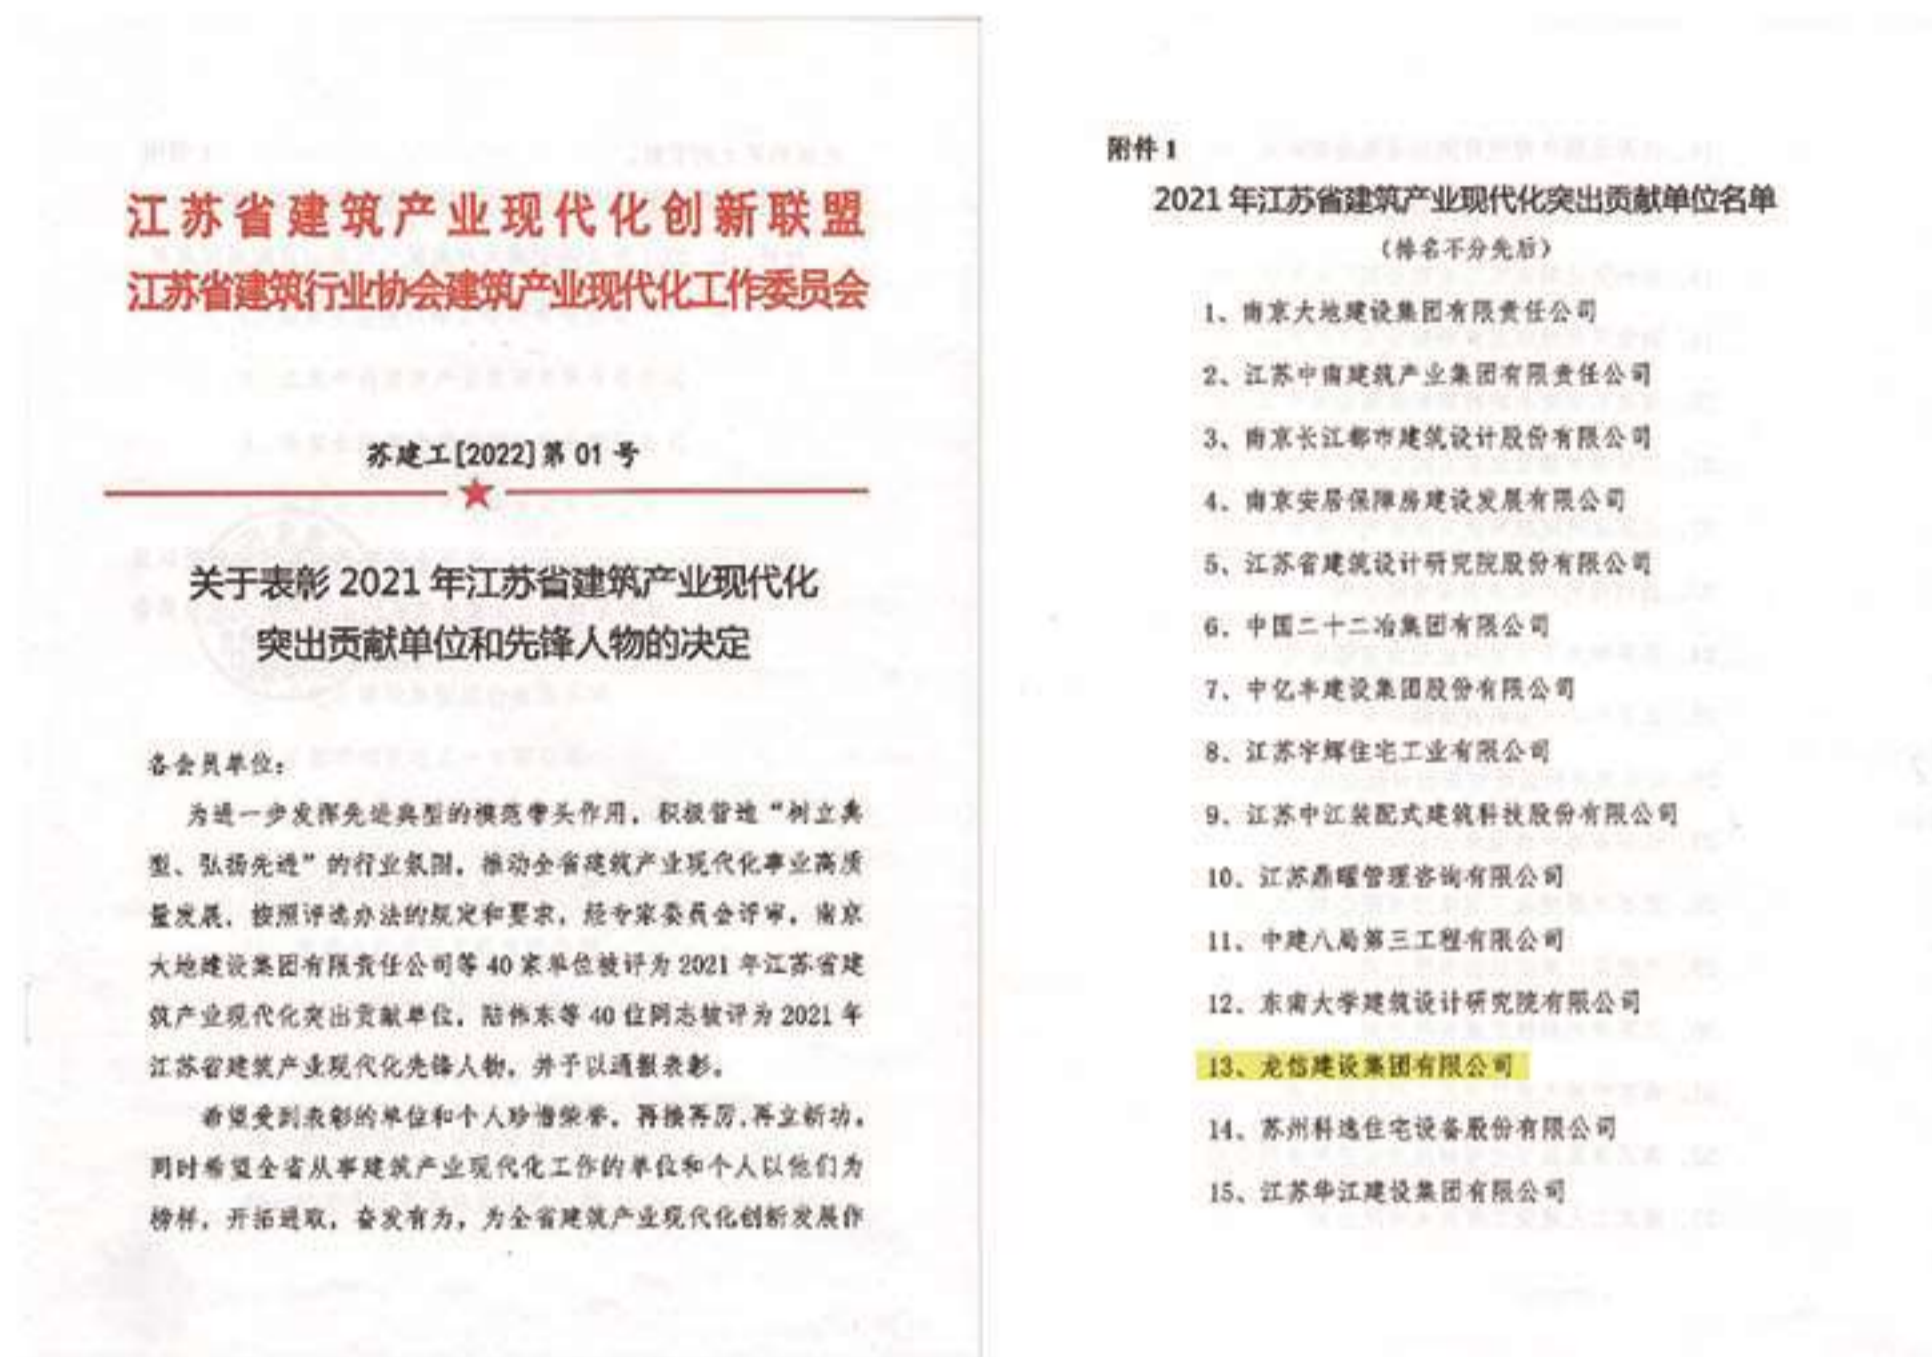 江苏省建筑产业现代化创新联盟
江苏省建筑行业协会建筑产业现代化工作委员会
苏建工[2022]第 01 号
关于表彰 2021 年江苏省建筑产业现代化
突出贡献单位和先锋人物的决定
各会员单位：
为进一步发挥先进典型的模范带头作用，积极营造“树立典
型、弘扬先进”的行业氛围，推动全省建筑产业现代化事业高质
量发展，按照评选办法的规定和要求，经专家委员会评审，南京
大地建设集团有限责任公司等 40 家单位被评为 2021 年江苏省建
筑产业现代化突出贡献单位，陆伟东等 40 位同志被评为 2021 年
江苏省建筑产业现代化先锋人物，并予以通报表彰。
希望受到表彰的单位和个人珍惜荣誉，再接再厉,再立新功。
同时希望全省从事建筑产业现代化工作的单位和个人以他们为
榜样，开拓进取，奋发有为，为全省建筑产业现代化创新发展作
附件 1
2021 年江苏省建筑产业现代化突出贡献单位名单
（排名不分先后）
1、南京大地建设集团有限责任公司
2、江苏中南建筑产业集团有限责任公司
3、南京长江都市建筑设计股份有限公司
4、南京安居保障房建设发展有限公司
5、江苏省建筑设计研究院股份有限公司
6、中国二十二冶集团有限公司
7、中亿丰建设集团股份有限公司
8、江苏宇辉住宅工业有限公司
9、江苏中江装配式建筑科技股份有限公司
10、江苏鼎曜管理咨询有限公司
11、中建八局第三工程有限公司
12、东南大学建筑设计研究院有限公司
13、龙信建设集团有限公司
14、苏州科逸住宅设备股份有限公司
15、江苏华江建设集团有限公司